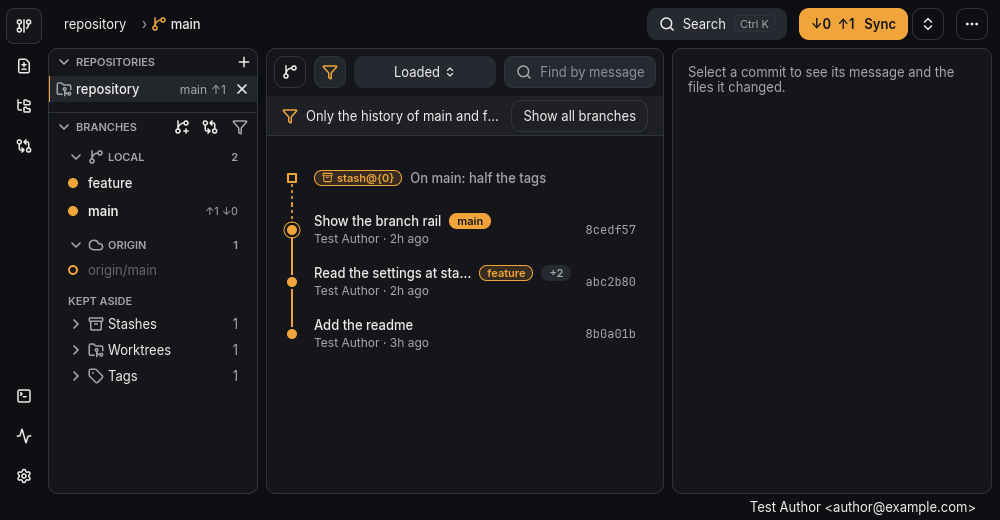 repository › main
Search Ctrl K
↓0 ↑1 Sync
REPOSITORIES
repository main ↑1
BRANCHES
LOCAL 2
feature
main ↑1 ↓0
ORIGIN 1
origin/main
KEPT ASIDE
Stashes 1
Worktrees 1
Tags 1
Loaded
Find by message
Only the history of main and f... Show all branches
stash@{0} On main: half the tags
Show the branch rail main
Test Author · 2h ago 8cedf57
Read the settings at sta... feature +2
Test Author · 2h ago abc2b80
Add the readme
Test Author · 3h ago 8b0a01b
Select a commit to see its message and the
files it changed.
Test Author <author@example.com>